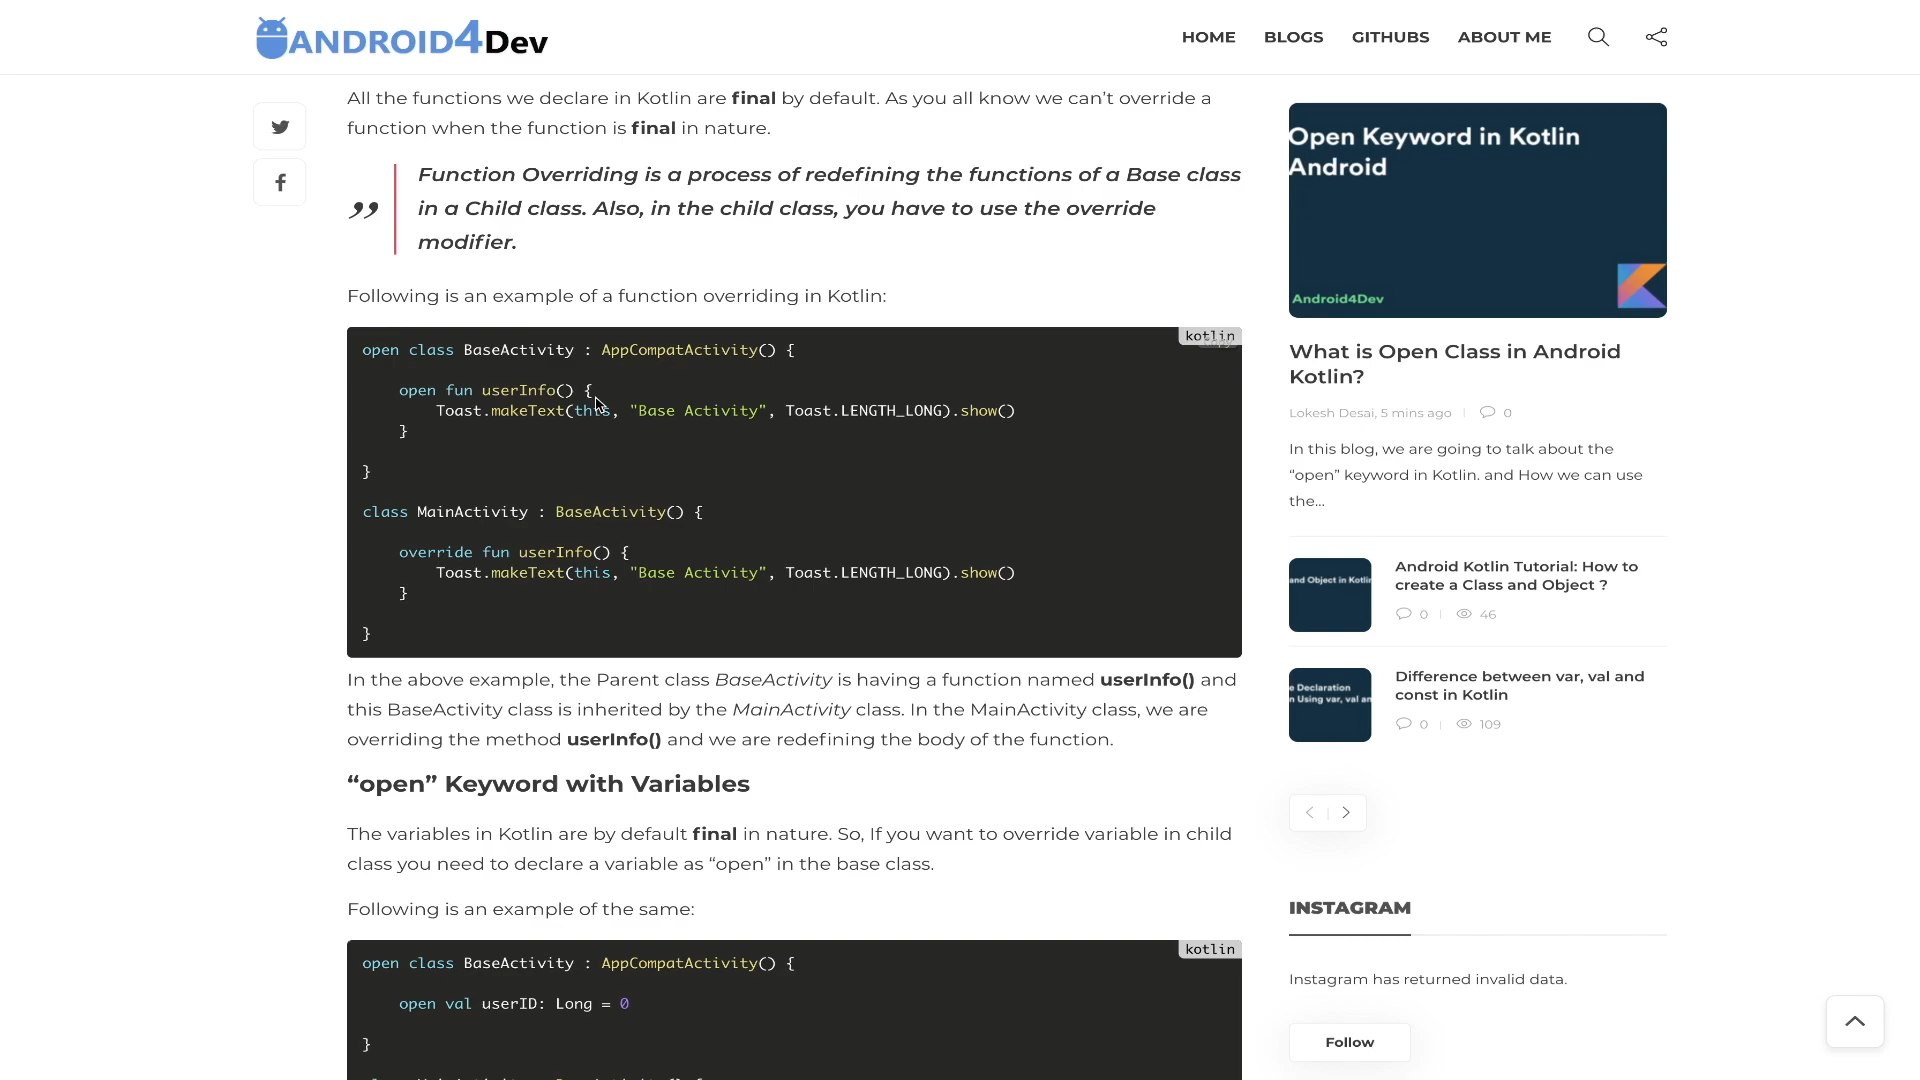 ANDROID4Dev
HOME BLOGS GITHUBS ABOUT ME
All the functions we declare in Kotlin are final by default. As you all know we can’t override a
function when the function is final in nature.
” Function Overriding is a process of redefining the functions of a Base class
in a Child class. Also, in the child class, you have to use the override
modifier.
Following is an example of a function overriding in Kotlin:
kotlin
open class BaseActivity : AppCompatActivity() {
open fun userInfo() {
Toast.makeText(this, "Base Activity", Toast.LENGTH_LONG).show()
}
}
class MainActivity : BaseActivity() {
override fun userInfo() {
Toast.makeText(this, "Base Activity", Toast.LENGTH_LONG).show()
}
}
In the above example, the Parent class BaseActivity is having a function named userInfo() and
this BaseActivity class is inherited by the MainActivity class. In the MainActivity class, we are
overriding the method userInfo() and we are redefining the body of the function.
“open” Keyword with Variables
The variables in Kotlin are by default final in nature. So, If you want to override variable in child
class you need to declare a variable as “open” in the base class.
Following is an example of the same:
kotlin
open class BaseActivity : AppCompatActivity() {
open val userID: Long = 0
}
Open Keyword in Kotlin
Android
Android4Dev
What is Open Class in Android
Kotlin?
Lokesh Desai, 5 mins ago 0
In this blog, we are going to talk about the
“open” keyword in Kotlin. and How we can use
the...
and Object in Kotlin
Android Kotlin Tutorial: How to
create a Class and Object ?
0 46
e Declaration
n Using var, val an
Difference between var, val and
const in Kotlin
0 109
INSTAGRAM
Instagram has returned invalid data.
Follow